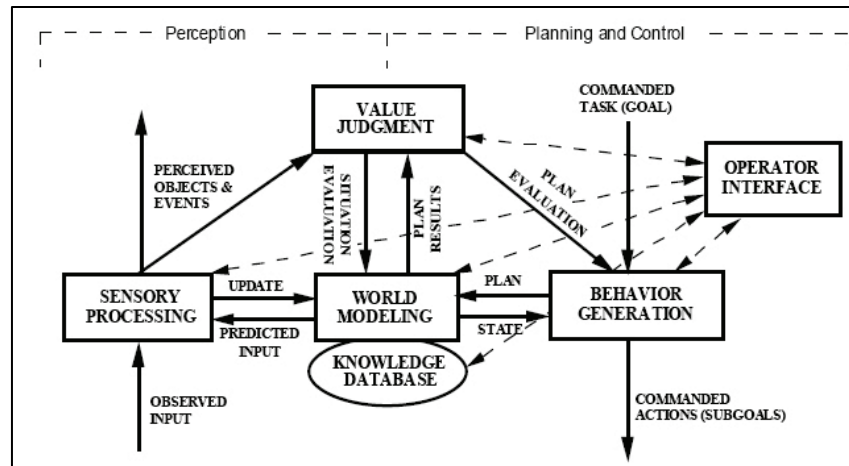 Perception
Planning and Control
COMMANDED
TASK (GOAL)
VALUE
JUDGMENT
OPERATOR
INTERFACE
PERCEIVED
OBJECTS &
EVENTS
SITUATION
EVALUATION
PLAN
RESULTS
PLAN
EVALUATION
SENSORY
PROCESSING
UPDATE
PREDICTED
INPUT
WORLD
MODELING
PLAN
STATE
BEHAVIOR
GENERATION
KNOWLEDGE
DATABASE
OBSERVED
INPUT
COMMANDED
ACTIONS (SUBGOALS)